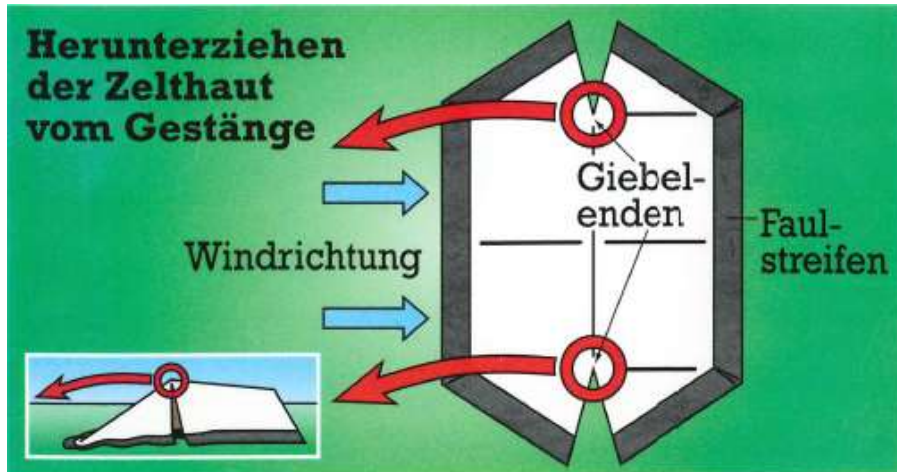 Herunterziehen
der Zelthaut
vom Gestänge
Giebel-
enden
Windrichtung
Faul-
streifen